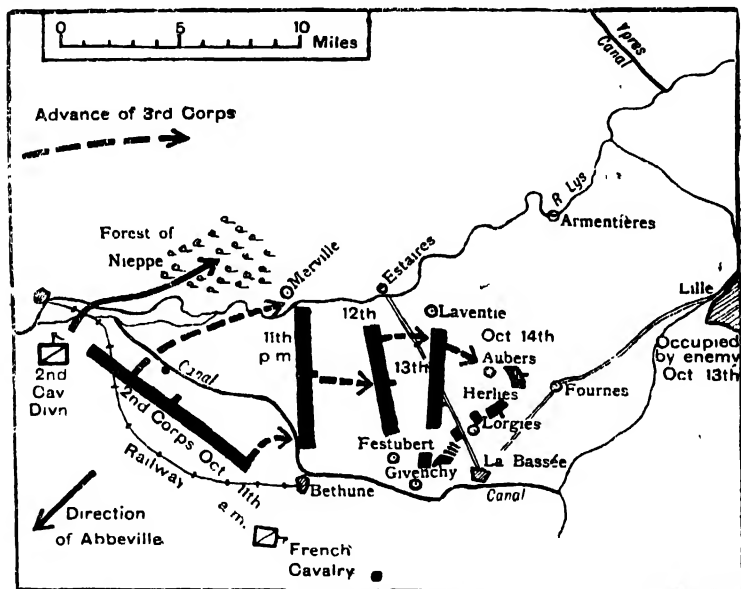 0 5 10
Miles
Ypres
Canal
Advance of 3rd Corps
R Lys
Armentières
Forest of
Nieppe
Merville
Estaires
Lille
12th
Laventie
11th
p m
Oct 14th
Occupied
by enemy
Oct 13th
13th
Aubers
2nd
Cav
Divn
Canal
Herlies
Fournes
2nd Corps Oct 11th
a.m.
Lorgies
Festubert
La Bassée
Givenchy
Railway
Bethune
Canal
Direction
of Abbeville.
French
Cavalry